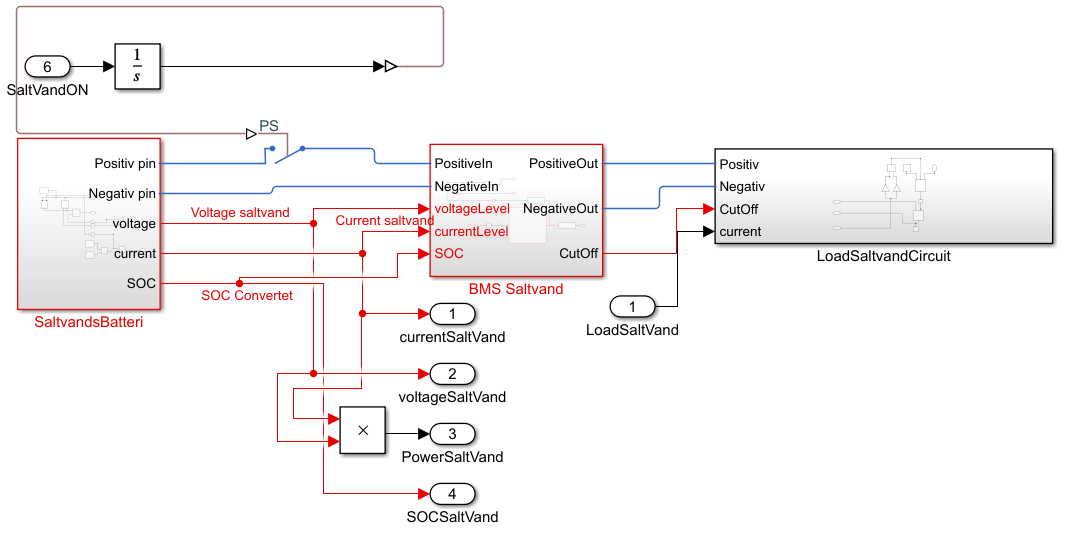 6
1
s
SaltVandON
PS
Positiv pin
Negativ pin
voltage
current
SOC
SaltvandsBatteri
Voltage saltvand
Current saltvand
SOC Convertet
PositiveIn
NegativeIn
voltageLevel
currentLevel
SOC
PositiveOut
NegativeOut
CutOff
BMS Saltvand
Positiv
Negativ
CutOff
current
LoadSaltvandCircuit
1
LoadSaltVand
1
currentSaltVand
2
voltageSaltVand
×
3
PowerSaltVand
4
SOCSaltVand